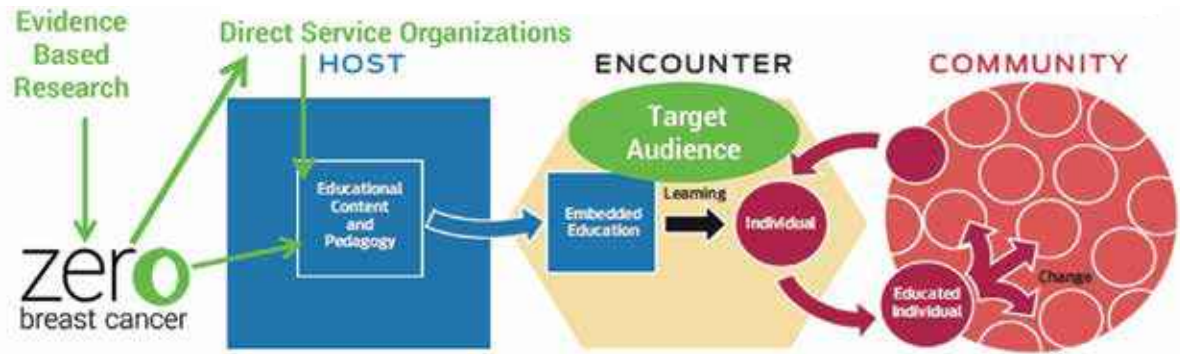 Evidence
Based
Research
Direct Service Organizations
HOST
ENCOUNTER
COMMUNITY
Target
Audience
Educational
Content
and
Pedagogy
Embedded
Education
Learning
Individual
Educated
Individual
Change
zero
breast cancer